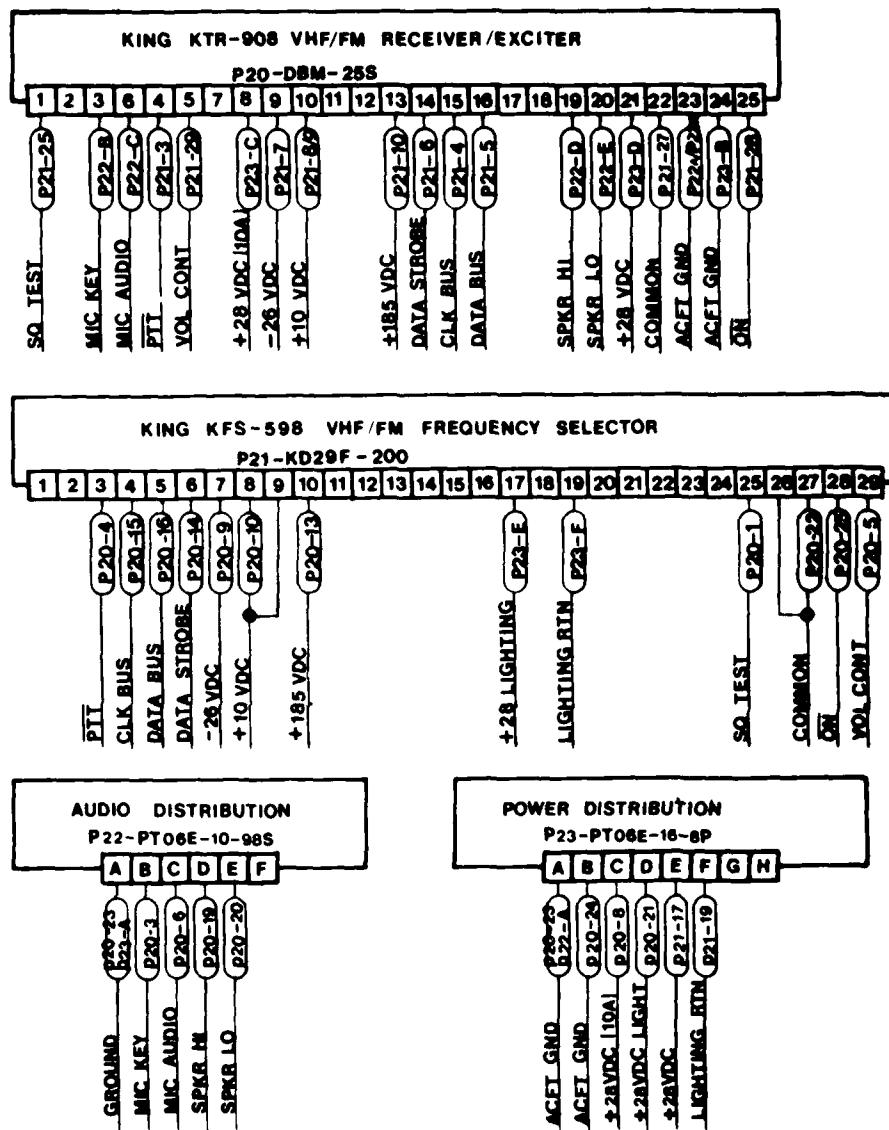 KING KTR-908 VHF/FM RECEIVER/EXCITER
P20-DBM-25S
1 2 3 6 4 5 7 8 9 10 11 12 13 14 15 16 17 18 19 20 21 22 23 24 25
P21-25 P22-B P22-C P21-3 P21-29 P23-C P21-7 P21-8/9 P21-10 P21-6 P21-4 P21-5 P22-D P22-E P23-D P21-27 P23-B P21-28
SQ TEST MIC KEY MIC AUDIO PTT VOL CONT +28 VDC (10A) -26 VDC +10 VDC +185 VDC DATA STROBE CLK BUS DATA BUS SPKR HI SPKR LO +28 VDC COMMON ACFT GND ACFT GND ON
KING KFS-598 VHF/FM FREQUENCY SELECTOR
P21-KD29F-200
1 2 3 4 5 6 7 8 9 10 11 12 13 14 15 16 17 18 19 20 21 22 23 24 25 26 27 28 29
P20-4 P20-15 P20-16 P20-14 P20-9 P20-10 P20-13 P23-E P23-F P20-1 P20-22 P20-25 P20-5
PTT CLK BUS DATA BUS DATA STROBE -26 VDC +10 VDC +185 VDC +28 LIGHTING LIGHTING RTN SQ TEST COMMON ON VOL CONT
AUDIO DISTRIBUTION
P22-PT06E-10-98S
A B C D E F
P20-23 P23-A P20-3 P20-6 P20-19 P20-20
GROUND MIC KEY MIC AUDIO SPKR HI SPKR LO
POWER DISTRIBUTION
P23-PT06E-16-8P
A B C D E F G H
P20-23 P22-A P20-24 P20-8 P20-21 P21-17 P21-19
ACFT GND ACFT GND +28VDC (10A) +28VDC LIGHT +28VDC LIGHTING RTN